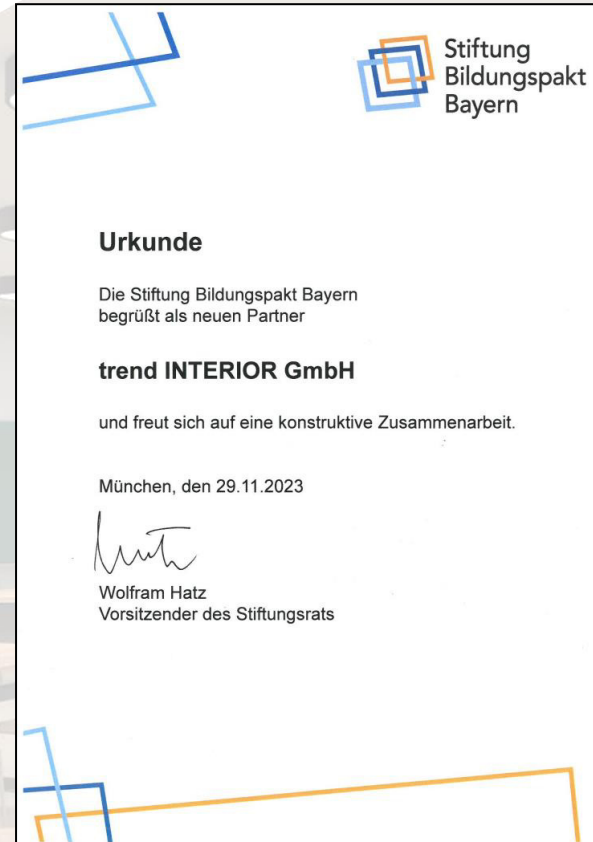 Stiftung
Bildungspakt
Bayern
Urkunde
Die Stiftung Bildungspakt Bayern
begrüßt als neuen Partner
trend INTERIOR GmbH
und freut sich auf eine konstruktive Zusammenarbeit.
München, den 29.11.2023
Wolfram Hatz
Vorsitzender des Stiftungsrats